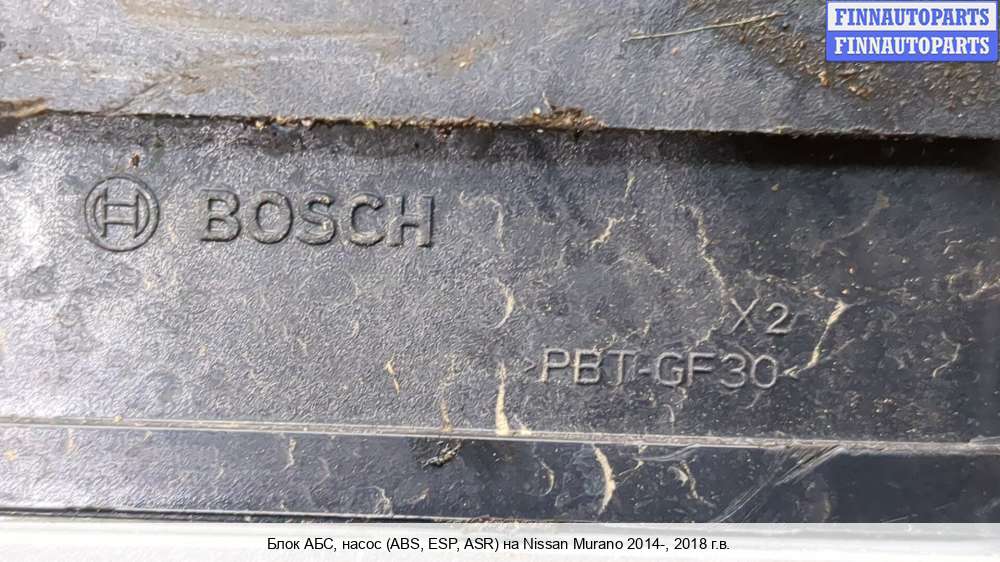 FINNAUTOPARTS
FINNAUTOPARTS
BOSCH
X2
>PBT-GF30<
Блок АБС, насос (ABS, ESP, ASR) на Nissan Murano 2014-, 2018 г.в.